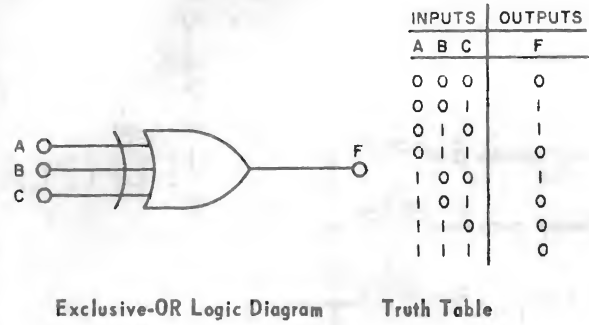 INPUTS OUTPUTS
A B C F
0 0 0 0
0 0 1 1
0 1 0 1
0 1 1 0
1 0 0 1
1 0 1 0
1 1 0 0
1 1 1 0
A
B
C
F
Exclusive-OR Logic Diagram Truth Table